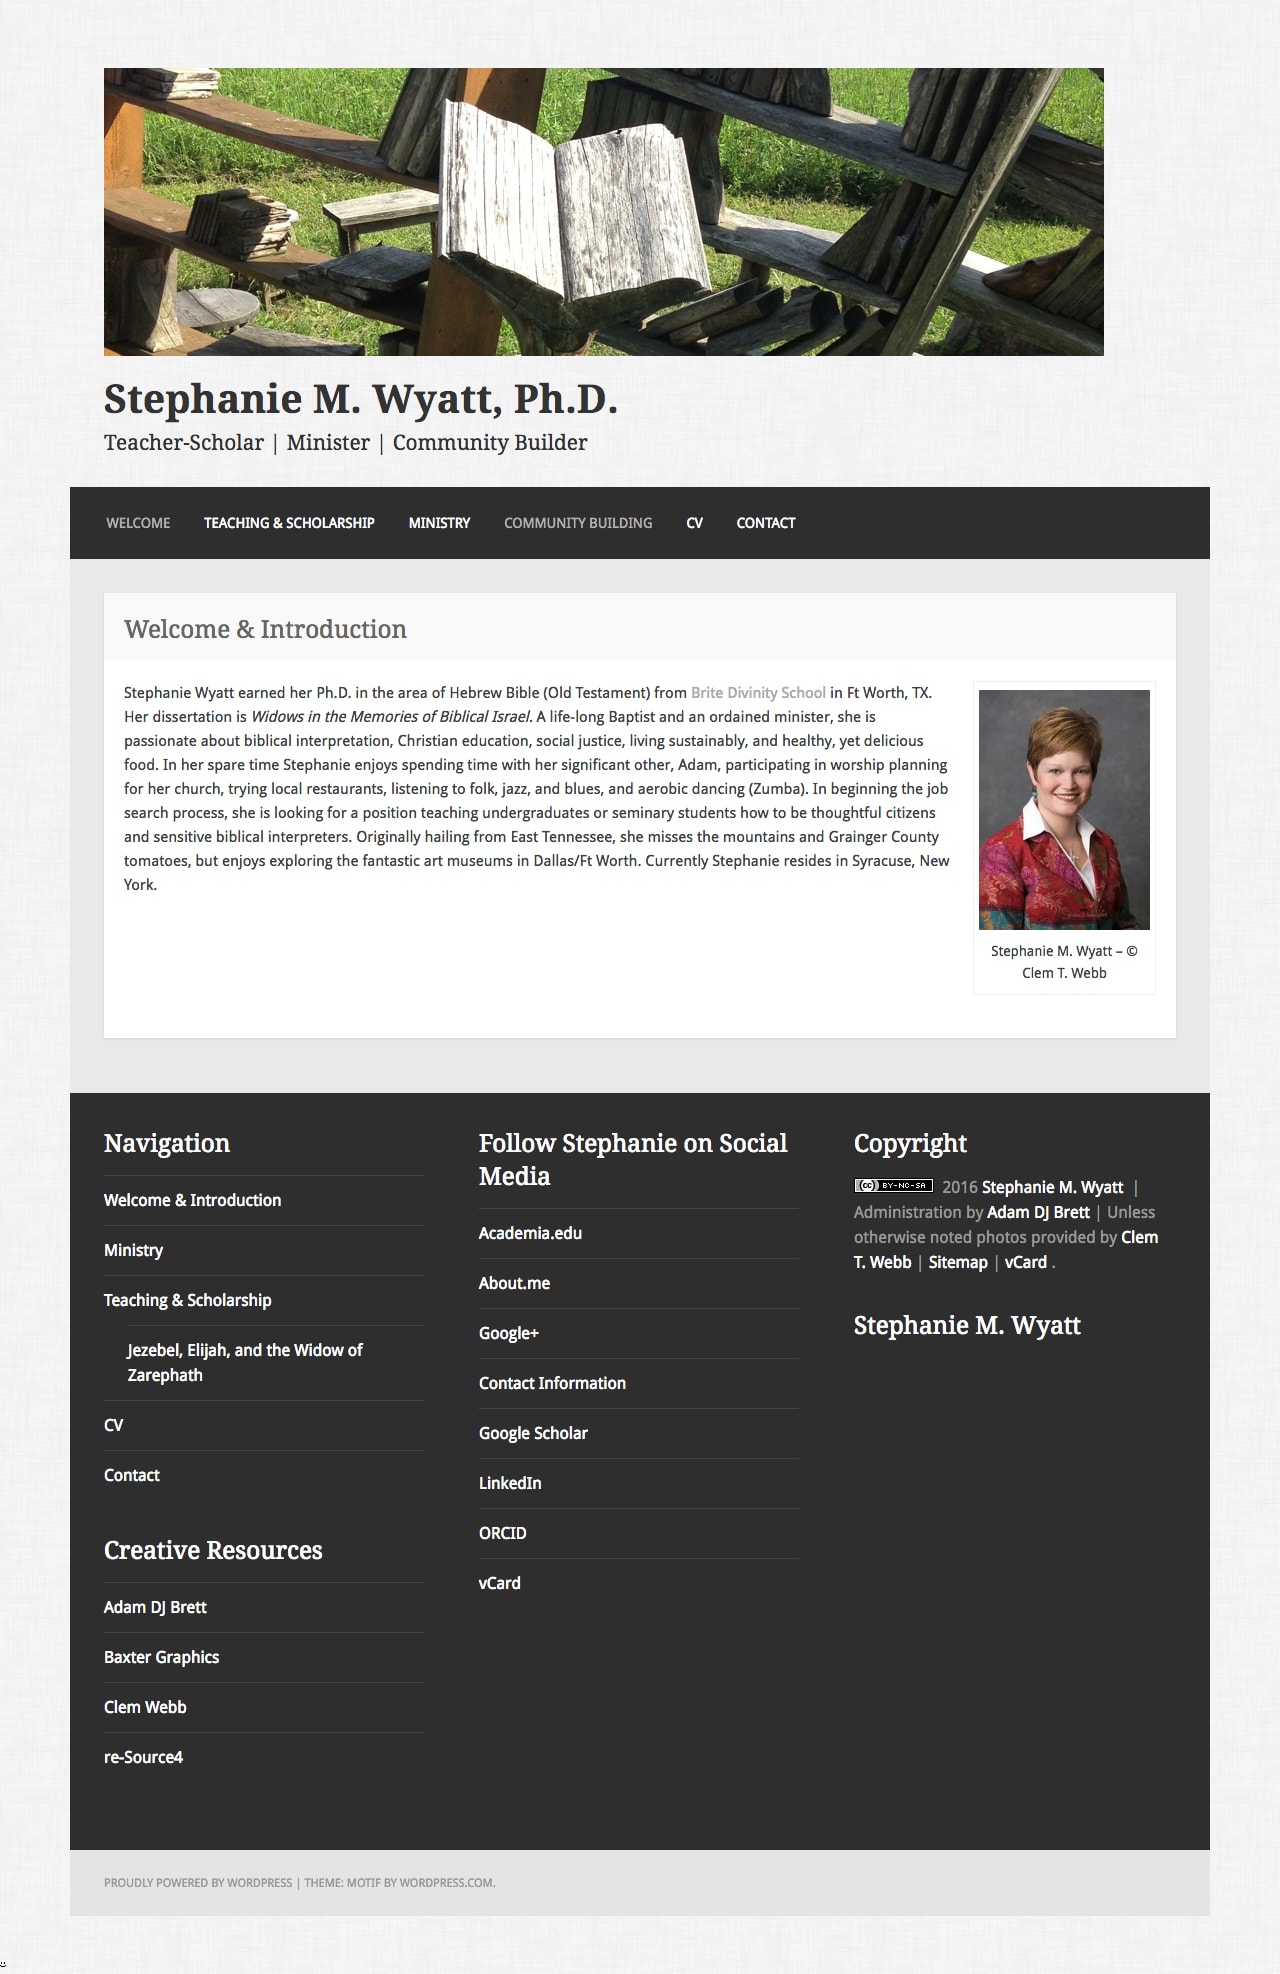 Stephanie M. Wyatt, Ph.D.
Teacher-Scholar | Minister | Community Builder
WELCOME TEACHING & SCHOLARSHIP MINISTRY COMMUNITY BUILDING CV CONTACT
Welcome & Introduction
Stephanie Wyatt earned her Ph.D. in the area of Hebrew Bible (Old Testament) from Brite Divinity School in Ft Worth, TX.
Her dissertation is Widows in the Memories of Biblical Israel. A life-long Baptist and an ordained minister, she is
passionate about biblical interpretation, Christian education, social justice, living sustainably, and healthy, yet delicious
food. In her spare time Stephanie enjoys spending time with her significant other, Adam, participating in worship planning
for her church, trying local restaurants, listening to folk, jazz, and blues, and aerobic dancing (Zumba). In beginning the job
search process, she is looking for a position teaching undergraduates or seminary students how to be thoughtful citizens
and sensitive biblical interpreters. Originally hailing from East Tennessee, she misses the mountains and Grainger County
tomatoes, but enjoys exploring the fantastic art museums in Dallas/Ft Worth. Currently Stephanie resides in Syracuse, New
York.
Stephanie M. Wyatt – ©
Clem T. Webb
Navigation
Welcome & Introduction
Ministry
Teaching & Scholarship
Jezebel, Elijah, and the Widow of
Zarephath
CV
Contact
Creative Resources
Adam DJ Brett
Baxter Graphics
Clem Webb
re-Source4
Follow Stephanie on Social
Media
Academia.edu
About.me
Google+
Contact Information
Google Scholar
LinkedIn
ORCID
vCard
Copyright
cc BY-NC-SA 2016 Stephanie M. Wyatt |
Administration by Adam DJ Brett | Unless
otherwise noted photos provided by Clem
T. Webb | Sitemap | vCard .
Stephanie M. Wyatt
PROUDLY POWERED BY WORDPRESS | THEME: MOTIF BY WORDPRESS.COM.